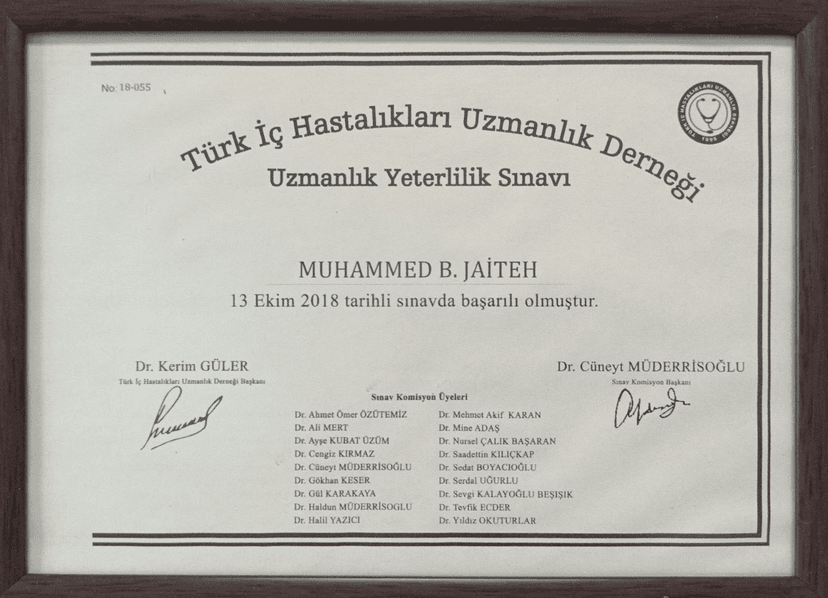 No: 18-055
Türk İç Hastalıkları Uzmanlık Derneği
Uzmanlık Yeterlilik Sınavı
MUHAMMED B. JAİTEH
13 Ekim 2018 tarihli sınavda başarılı olmuştur.
Dr. Kerim GÜLER
Türk İç Hastalıkları Uzmanlık Derneği Başkanı
Dr. Cüneyt MÜDERRİSOĞLU
Sınav Komisyon Başkanı
Sınav Komisyon Üyeleri
Dr. Ahmet Ömer ÖZÜTEMİZ
Dr. Ali MERT
Dr. Ayşe KUBAT ÜZÜM
Dr. Cengiz KIRMAZ
Dr. Cüneyt MÜDERRİSOĞLU
Dr. Gökhan KESER
Dr. Gül KARAKAYA
Dr. Haldun MÜDERRİSOGLU
Dr. Halil YAZICI
Dr. Mehmet Akif KARAN
Dr. Mine ADAŞ
Dr. Nursel ÇALIK BAŞARAN
Dr. Saadettin KILIÇKAP
Dr. Sedat BOYACIOĞLU
Dr. Serdal UĞURLU
Dr. Sevgi KALAYOĞLU BEŞIŞIK
Dr. Tevfik ECDER
Dr. Yıldız OKUTURLAR